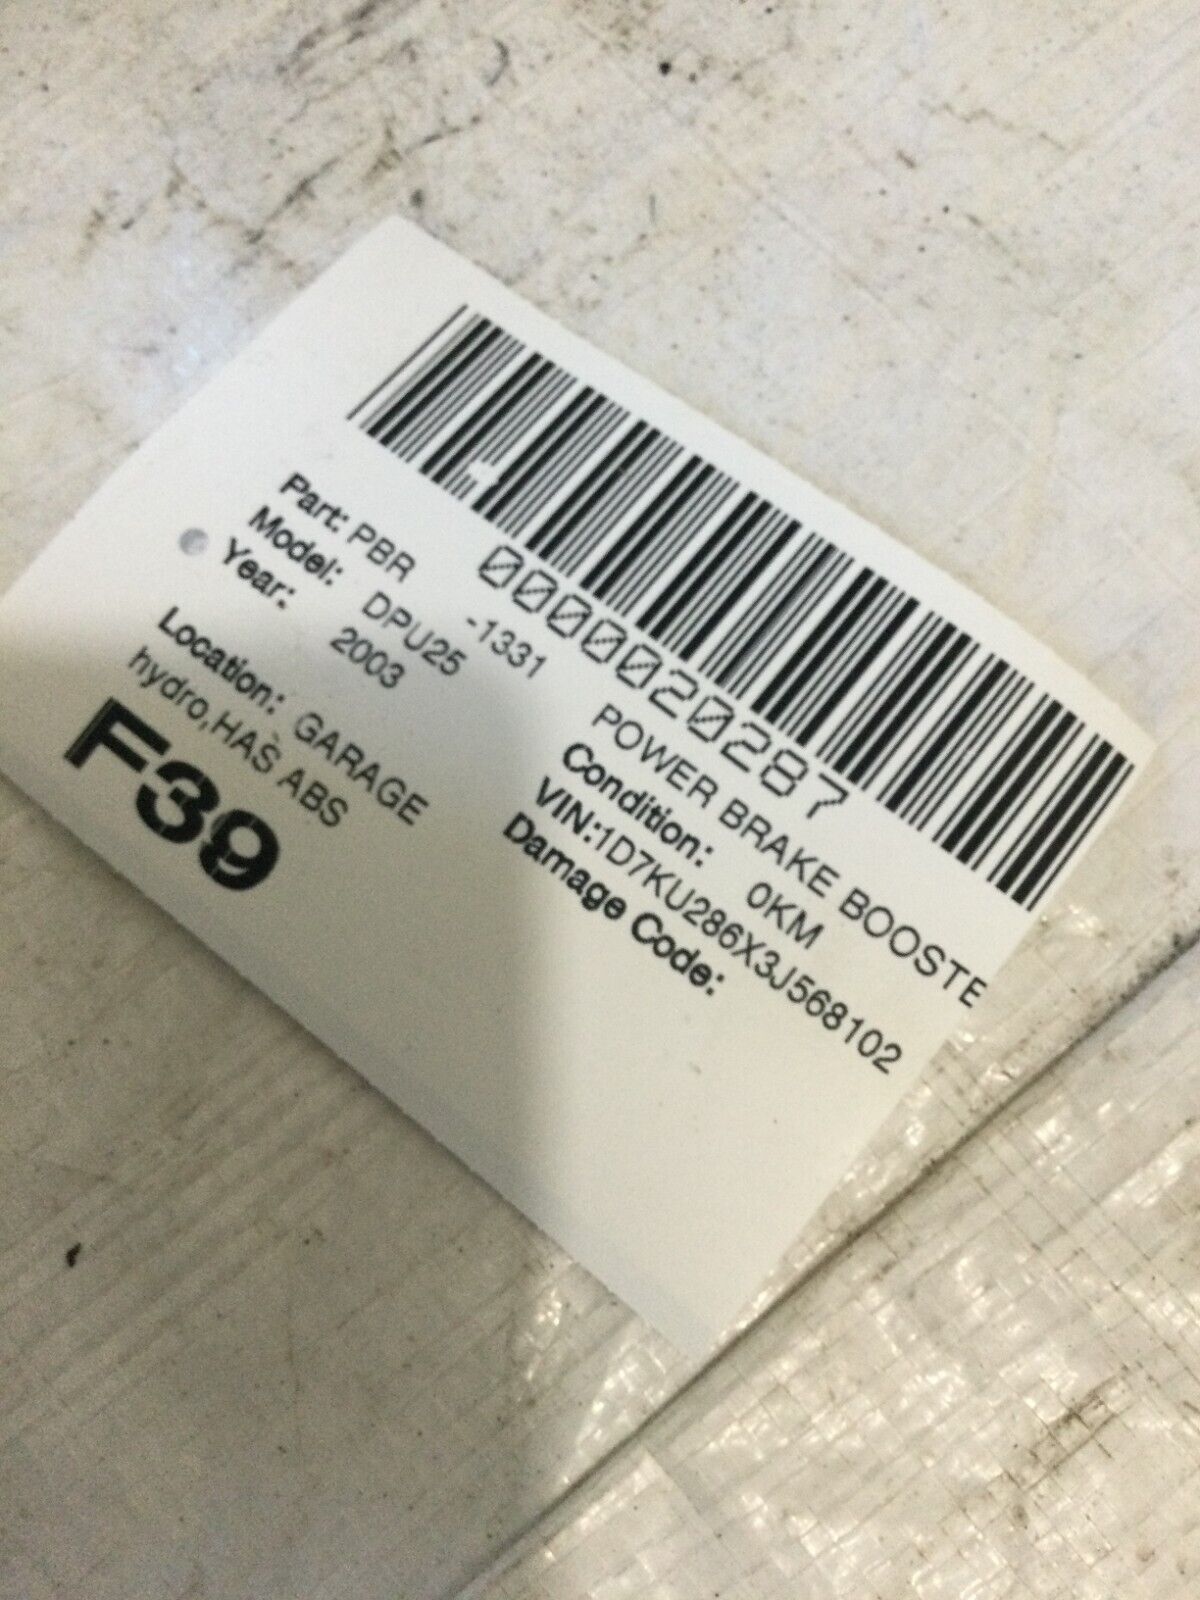 0000020287
Part: PBR -1331 POWER BRAKE BOOSTE
Model: DPU25 Condition: 0KM
Year: 2003 VIN:1D7KU286X3J568102
Damage Code:
Location: GARAGE
hydro,HAS ABS
F39